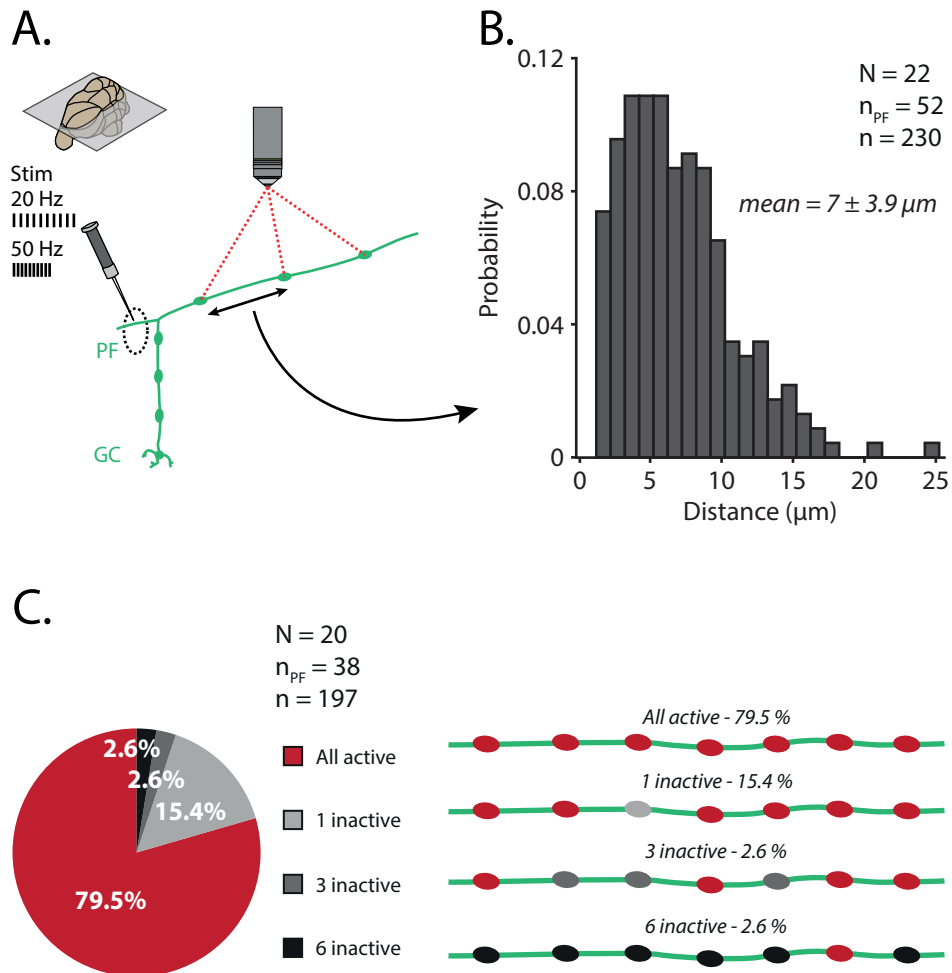 A.
Stim
20 Hz
50 Hz
PF
GC
B.
0.12
0.08
0.04
0
Probability
N = 22
nPF = 52
n = 230
mean = 7 ± 3.9 µm
0 5 10 15 20 25
Distance (µm)
C.
N = 20
nPF = 38
n = 197
2.6%
2.6%
15.4%
79.5%
All active
1 inactive
3 inactive
6 inactive
All active - 79.5 %
1 inactive - 15.4 %
3 inactive - 2.6 %
6 inactive - 2.6 %